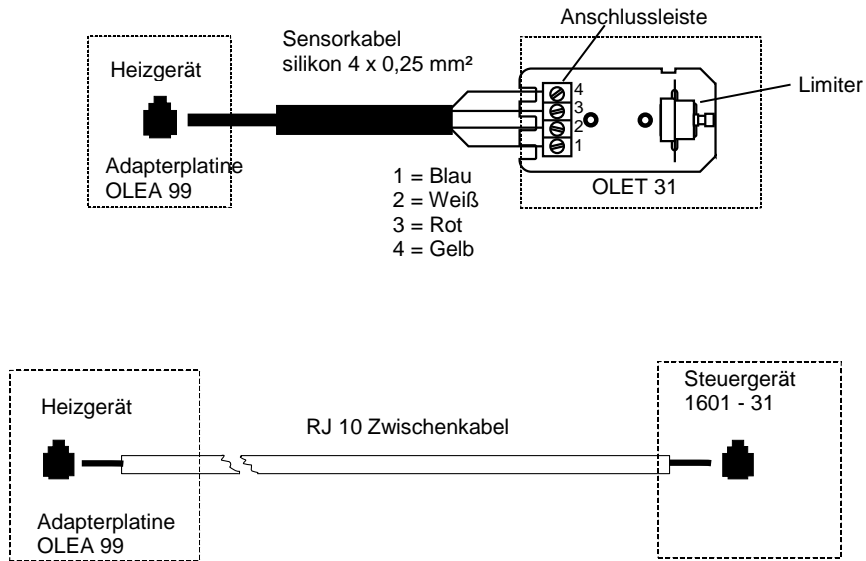 Anschlussleiste
Sensorkabel
silikon 4 x 0,25 mm²
Heizgerät
Limiter
4
3
2
1
Adapterplatine
OLEA 99
OLET 31
1 = Blau
2 = Weiß
3 = Rot
4 = Gelb
Steuergerät
1601 - 31
Heizgerät
RJ 10 Zwischenkabel
Adapterplatine
OLEA 99